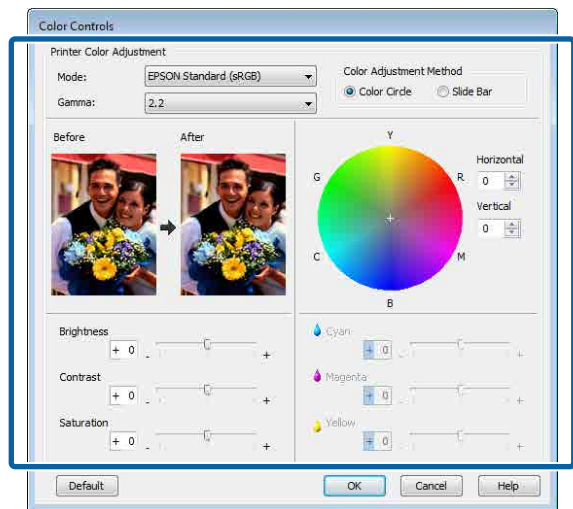 Color Controls
Printer Color Adjustment
Mode: EPSON Standard (sRGB)
Gamma: 2.2
Color Adjustment Method
Color Circle Slide Bar
Before After
Y
G R
C M
B
Horizontal
0
Vertical
0
Brightness
+ 0 - +
Contrast
+ 0 - +
Saturation
+ 0 - +
Cyan
+ 0 - +
Magenta
+ 0 - +
Yellow
+ 0 - +
Default OK Cancel Help